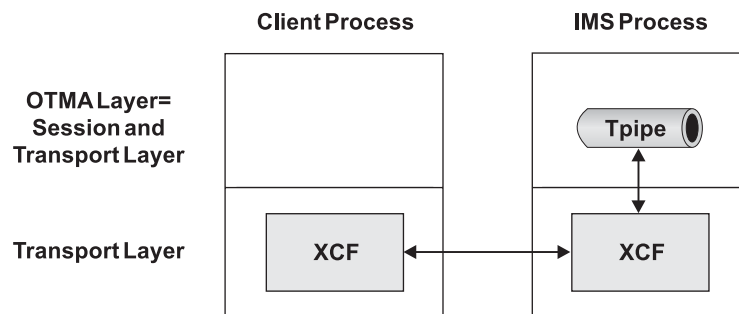 Client Process
IMS Process
OTMA Layer=
Session and
Transport Layer
Tpipe
Transport Layer
XCF
XCF